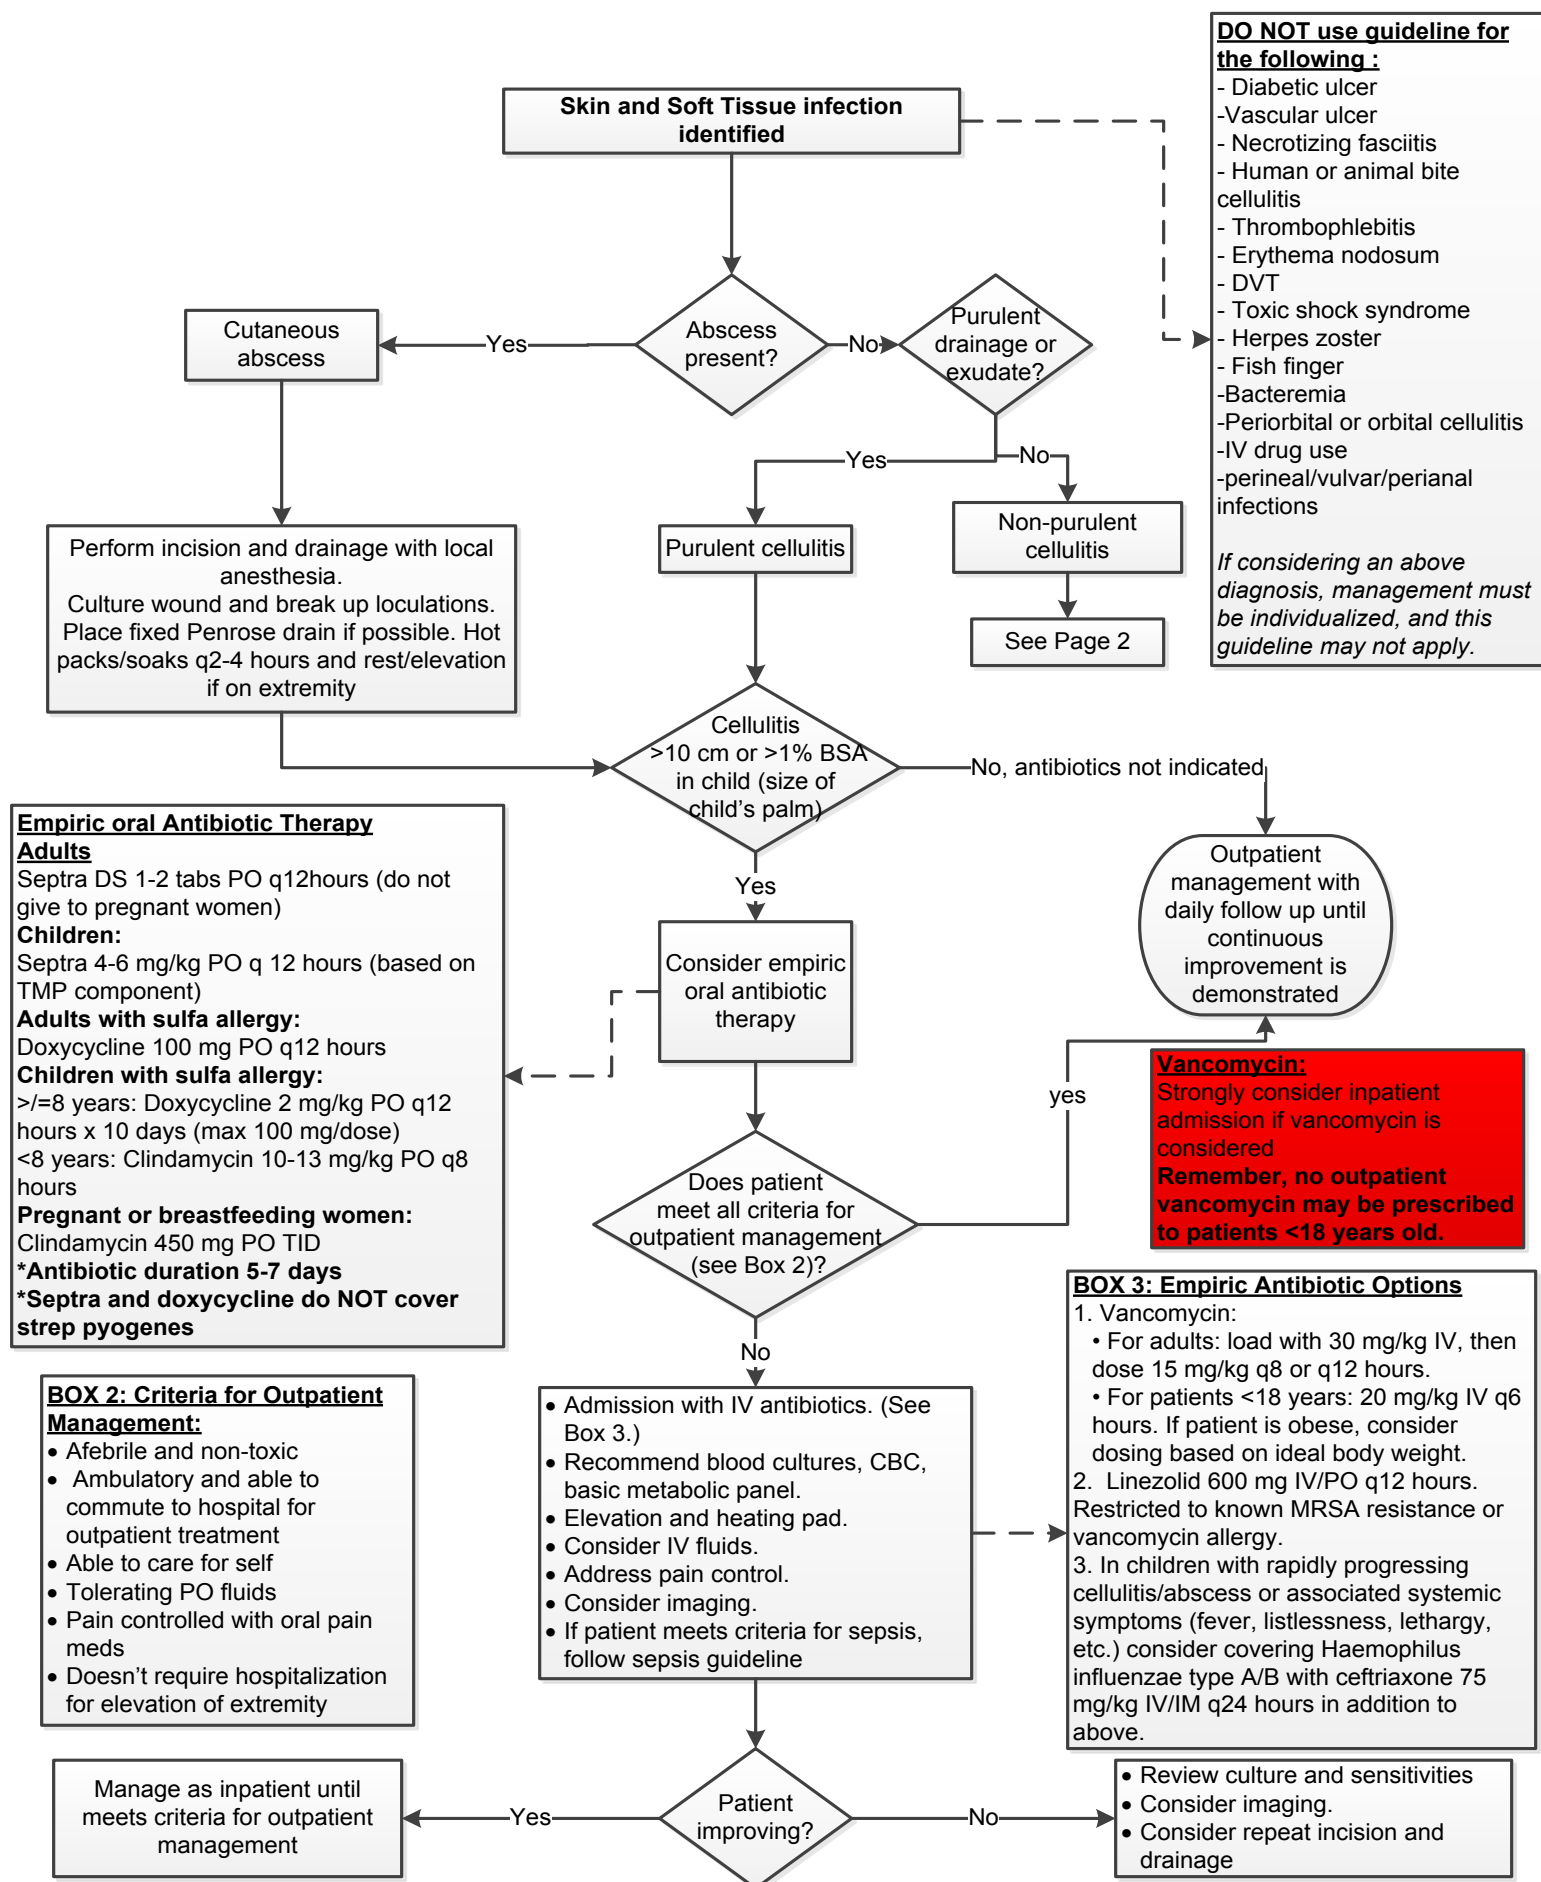 Skin and Soft Tissue infection
identified
DO NOT use guideline for
the following :
- Diabetic ulcer
-Vascular ulcer
- Necrotizing fasciitis
- Human or animal bite
cellulitis
- Thrombophlebitis
- Erythema nodosum
- DVT
- Toxic shock syndrome
- Herpes zoster
- Fish finger
-Bacteremia
-Periorbital or orbital cellulitis
-IV drug use
-perineal/vulvar/perianal
infections
If considering an above
diagnosis, management must
be individualized, and this
guideline may not apply.
Cutaneous
abscess
Yes
Abscess
present?
No
Purulent
drainage or
exudate?
Yes
No
Perform incision and drainage with local
anesthesia.
Culture wound and break up loculations.
Place fixed Penrose drain if possible. Hot
packs/soaks q2-4 hours and rest/elevation
if on extremity
Purulent cellulitis
Non-purulent
cellulitis
See Page 2
Cellulitis
>10 cm or >1% BSA
in child (size of
child's palm)
No, antibiotics not indicated
Yes
Outpatient
management with
daily follow up until
continuous
improvement is
demonstrated
Empiric oral Antibiotic Therapy
Adults
Septra DS 1-2 tabs PO q12hours (do not
give to pregnant women)
Children:
Septra 4-6 mg/kg PO q 12 hours (based on
TMP component)
Adults with sulfa allergy:
Doxycycline 100 mg PO q12 hours
Children with sulfa allergy:
>/=8 years: Doxycycline 2 mg/kg PO q12
hours x 10 days (max 100 mg/dose)
<8 years: Clindamycin 10-13 mg/kg PO q8
hours
Pregnant or breastfeeding women:
Clindamycin 450 mg PO TID
*Antibiotic duration 5-7 days
*Septra and doxycycline do NOT cover
strep pyogenes
Consider empiric
oral antibiotic
therapy
Vancomycin:
Strongly consider inpatient
admission if vancomycin is
considered
Remember, no outpatient
vancomycin may be prescribed
to patients <18 years old.
Does patient
meet all criteria for
outpatient management
(see Box 2)?
yes
No
BOX 2: Criteria for Outpatient
Management:
• Afebrile and non-toxic
• Ambulatory and able to
commute to hospital for
outpatient treatment
• Able to care for self
• Tolerating PO fluids
• Pain controlled with oral pain
meds
• Doesn't require hospitalization
for elevation of extremity
• Admission with IV antibiotics. (See
Box 3.)
• Recommend blood cultures, CBC,
basic metabolic panel.
• Elevation and heating pad.
• Consider IV fluids.
• Address pain control.
• Consider imaging.
• If patient meets criteria for sepsis,
follow sepsis guideline
BOX 3: Empiric Antibiotic Options
1. Vancomycin:
• For adults: load with 30 mg/kg IV, then
dose 15 mg/kg q8 or q12 hours.
• For patients <18 years: 20 mg/kg IV q6
hours. If patient is obese, consider
dosing based on ideal body weight.
2. Linezolid 600 mg IV/PO q12 hours.
Restricted to known MRSA resistance or
vancomycin allergy.
3. In children with rapidly progressing
cellulitis/abscess or associated systemic
symptoms (fever, listlessness, lethargy,
etc.) consider covering Haemophilus
influenzae type A/B with ceftriaxone 75
mg/kg IV/IM q24 hours in addition to
above.
Manage as inpatient until
meets criteria for outpatient
management
Yes
Patient
improving?
No
• Review culture and sensitivities
• Consider imaging.
• Consider repeat incision and
drainage